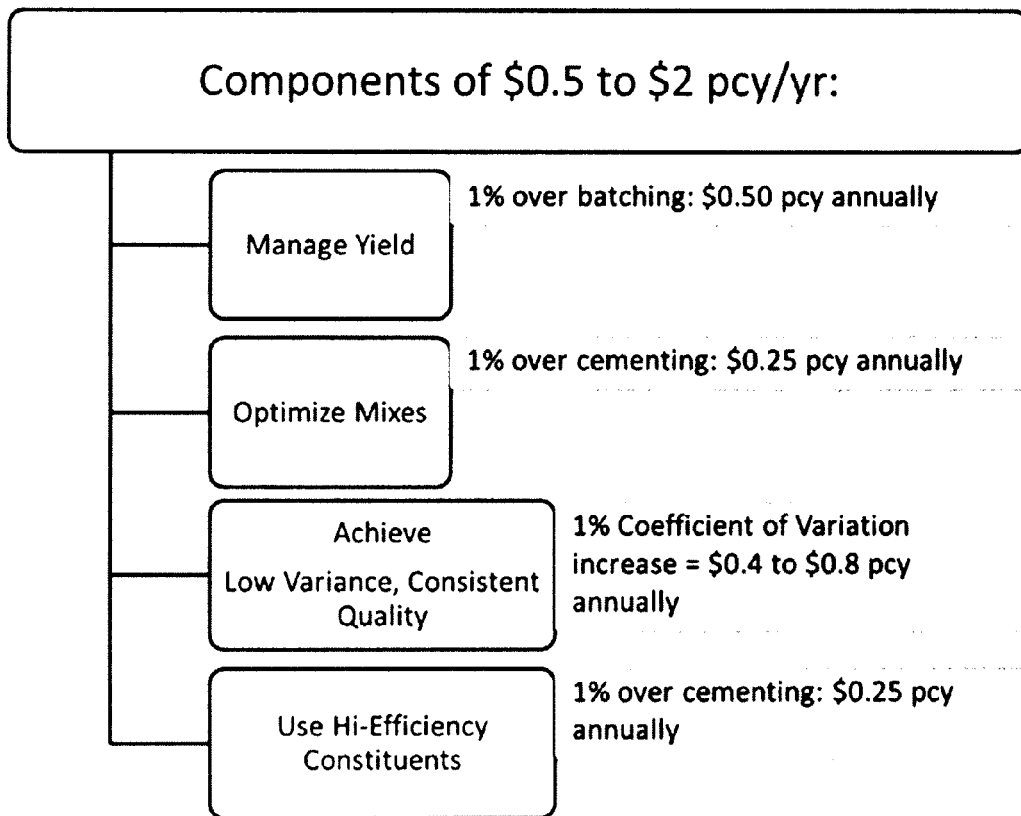 Components of $0.5 to $2 pcy/yr:
Manage Yield
1% over batching: $0.50 pcy annually
Optimize Mixes
1% over cementing: $0.25 pcy annually
Achieve
Low Variance, Consistent
Quality
1% Coefficient of Variation
increase = $0.4 to $0.8 pcy
annually
Use Hi-Efficiency
Constituents
1% over cementing: $0.25 pcy
annually